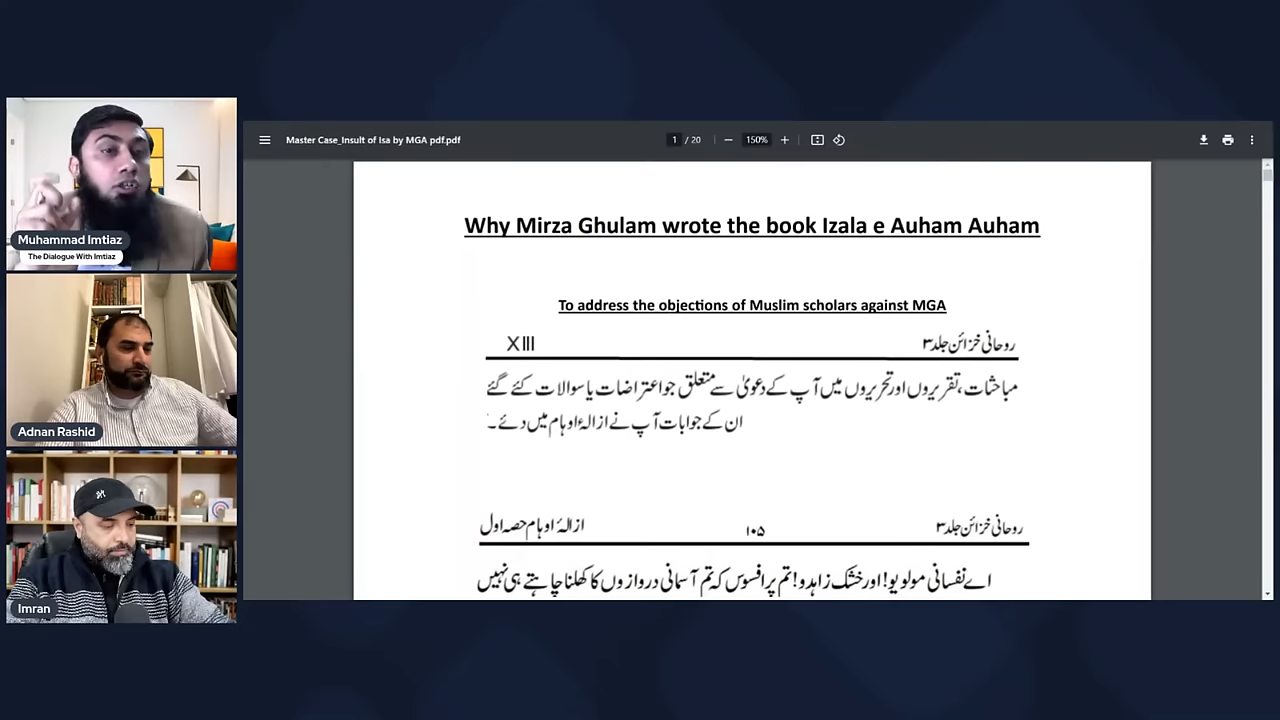 Muhammad Imtiaz
The Dialogue With Imtiaz
Adnan Rashid
Imran
Master Case_Insult of Isa by MGA pdf.pdf
1 / 20
150%
Why Mirza Ghulam wrote the book Izala e Auham Auham
To address the objections of Muslim scholars against MGA
روحانی خزائن جلد ۳ XIII
مباحثات، تقریروں اور تحریروں میں آپ کے دعویٰ سے متعلق جو اعتراضات یا سوالات کئے گئے
ان کے جوابات آپ نے ازالۂ اوہام میں دئے۔
روحانی خزائن جلد ۳ ۱۰۵ ازالۂ اوہام حصہ اول
اے نفسانی مولویو! اور خشک زاہدو! تم پر افسوس کہ تم آسمانی دروازوں کا کھلنا چاہتے ہی نہیں